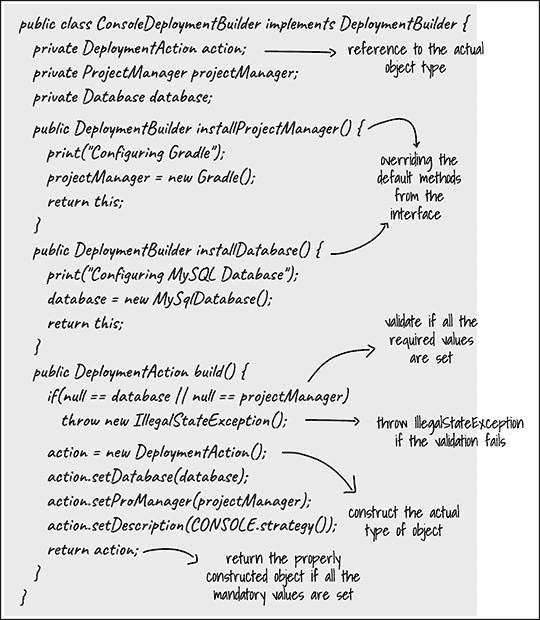 public class ConsoleDeploymentBuilder implements DeploymentBuilder {
private DeploymentAction action;
reference to the actual
object type
private ProjectManager projectManager;
private Database database;
public DeploymentBuilder installProjectManager() {
print("Configuring Gradle");
projectManager = new Gradle();
return this;
}
overriding the
default methods
from the
interface
public DeploymentBuilder installDatabase() {
print("Configuring MySQL Database");
database = new MySqlDatabase();
return this;
}
validate if all the
required values
are set
public DeploymentAction build() {
if(null == database || null == projectManager)
throw new IllegalStateException();
throw IllegalStateException
if the validation fails
action = new DeploymentAction();
action.setDatabase(database);
action.setProManager(projectManager);
action.setDescription(CONSOLE.strategy());
construct the actual
type of object
return action;
return the properly
constructed object if all the
mandatory values are set
}
}